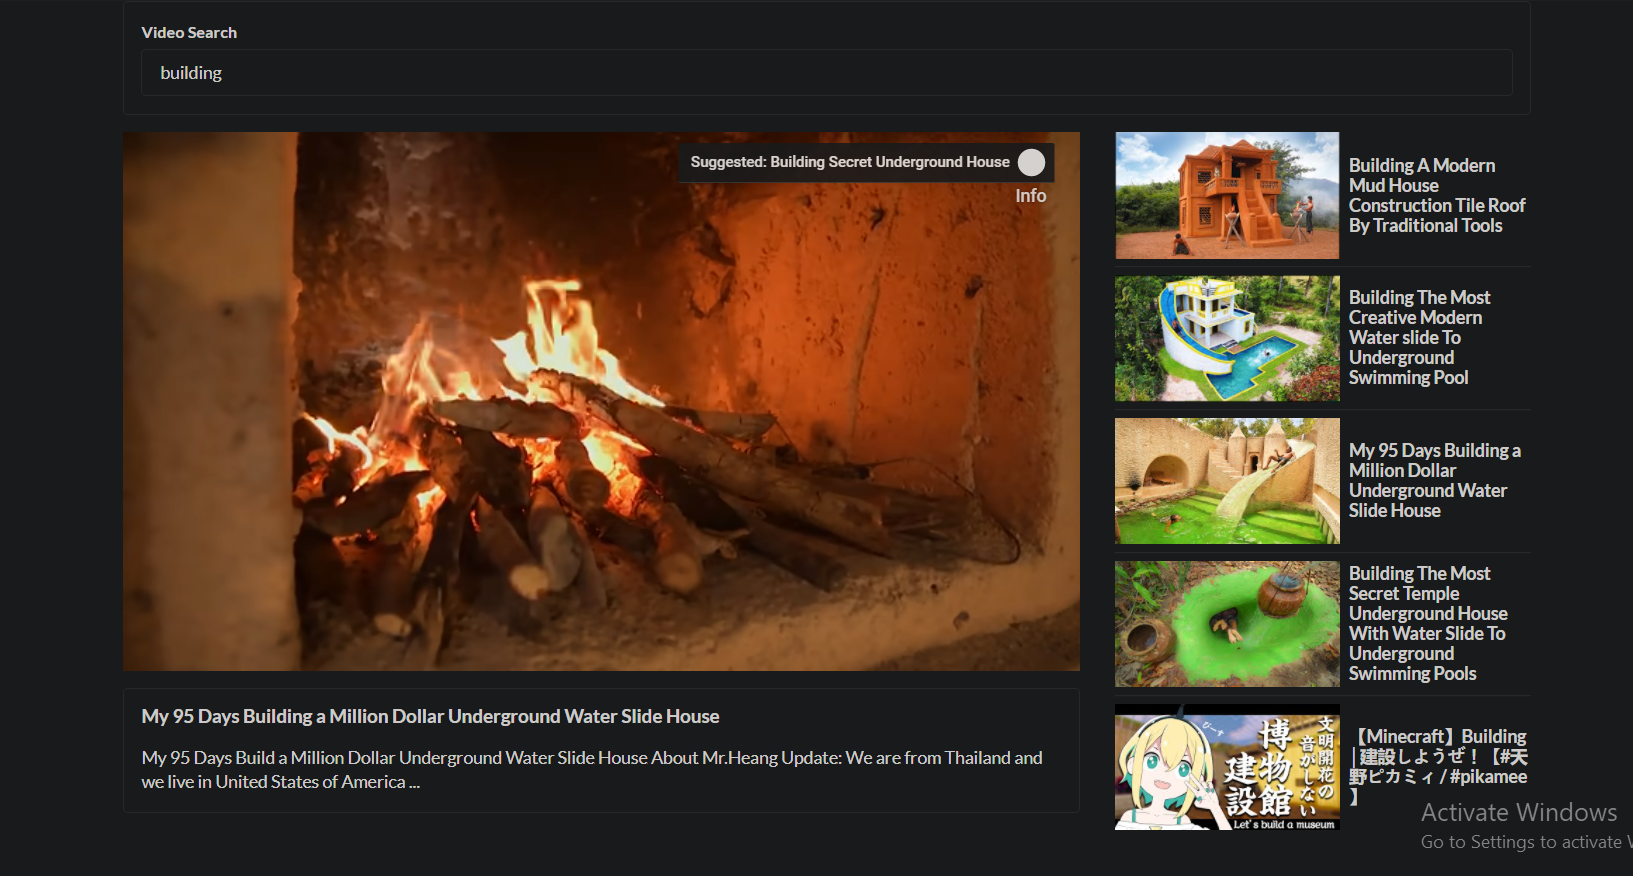 Video Search
building
Suggested: Building Secret Underground House
Info
My 95 Days Building a Million Dollar Underground Water Slide House
My 95 Days Build a Million Dollar Underground Water Slide House About Mr.Heang Update: We are from Thailand and
we live in United States of America ...
Building A Modern
Mud House
Construction Tile Roof
By Traditional Tools
Building The Most
Creative Modern
Water slide To
Underground
Swimming Pool
My 95 Days Building a
Million Dollar
Underground Water
Slide House
Building The Most
Secret Temple
Underground House
With Water Slide To
Underground
Swimming Pools
文明開花の
音がしない
博物館
建設
びーす
Let's build a museum
【Minecraft】Building
| 建設しようぜ！【#天
野ピカミィ / #pikamee
】
Activate Windows
Go to Settings to activate W